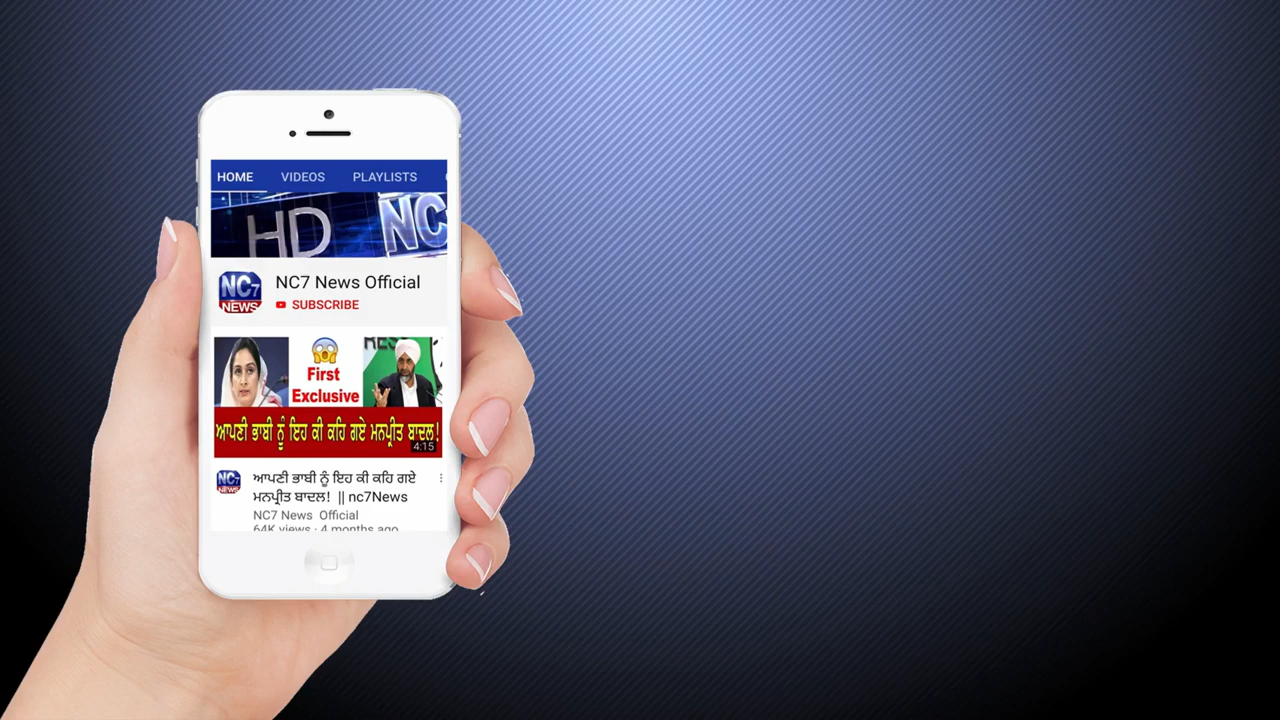 HOME VIDEOS PLAYLISTS
HD NC
NC7 NEWS
NC7 News Official
SUBSCRIBE
First
Exclusive
ਆਪਣੀ ਭਾਬੀ ਨੂੰ ਇਹ ਕੀ ਕਹਿ ਗਏ ਮਨਪ੍ਰੀਤ ਬਾਦਲ!
4:15
NC7 NEWS
ਆਪਣੀ ਭਾਬੀ ਨੂੰ ਇਹ ਕੀ ਕਹਿ ਗਏ
ਮਨਪ੍ਰੀਤ ਬਾਦਲ! || nc7News
NC7 News Official
64K views · 4 months ago